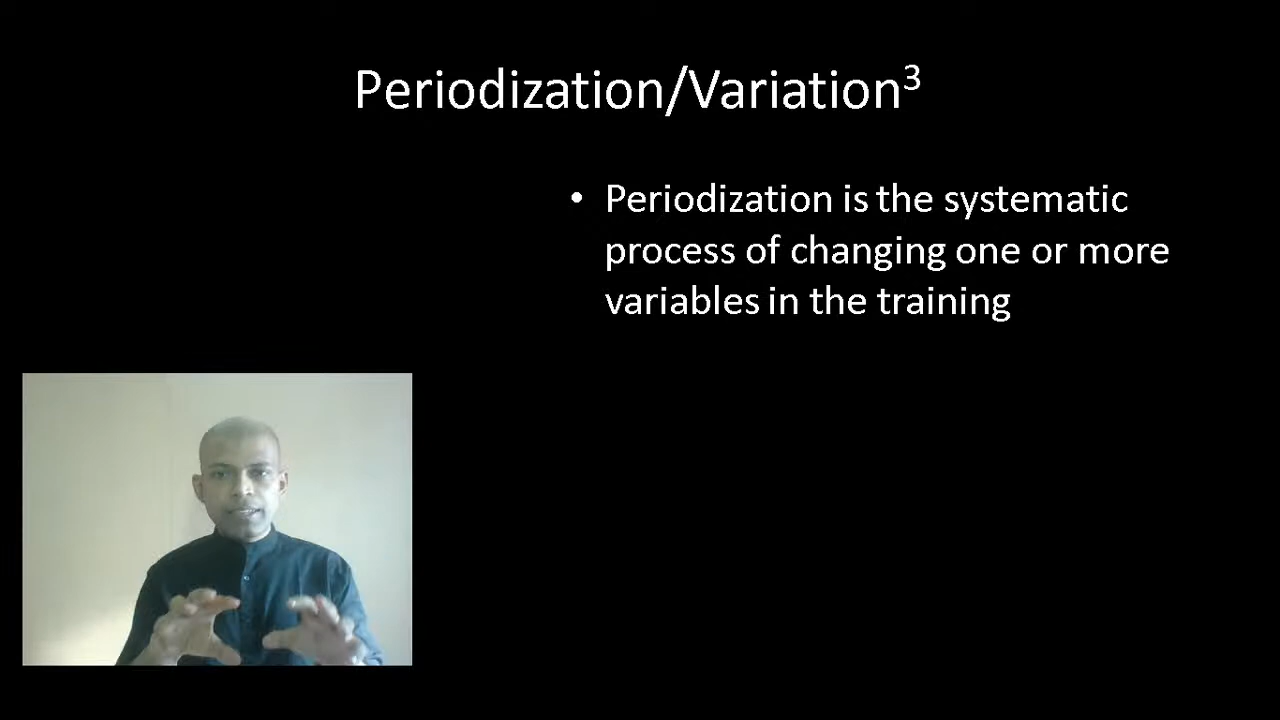 Periodization/Variation³
• Periodization is the systematic
process of changing one or more
variables in the training